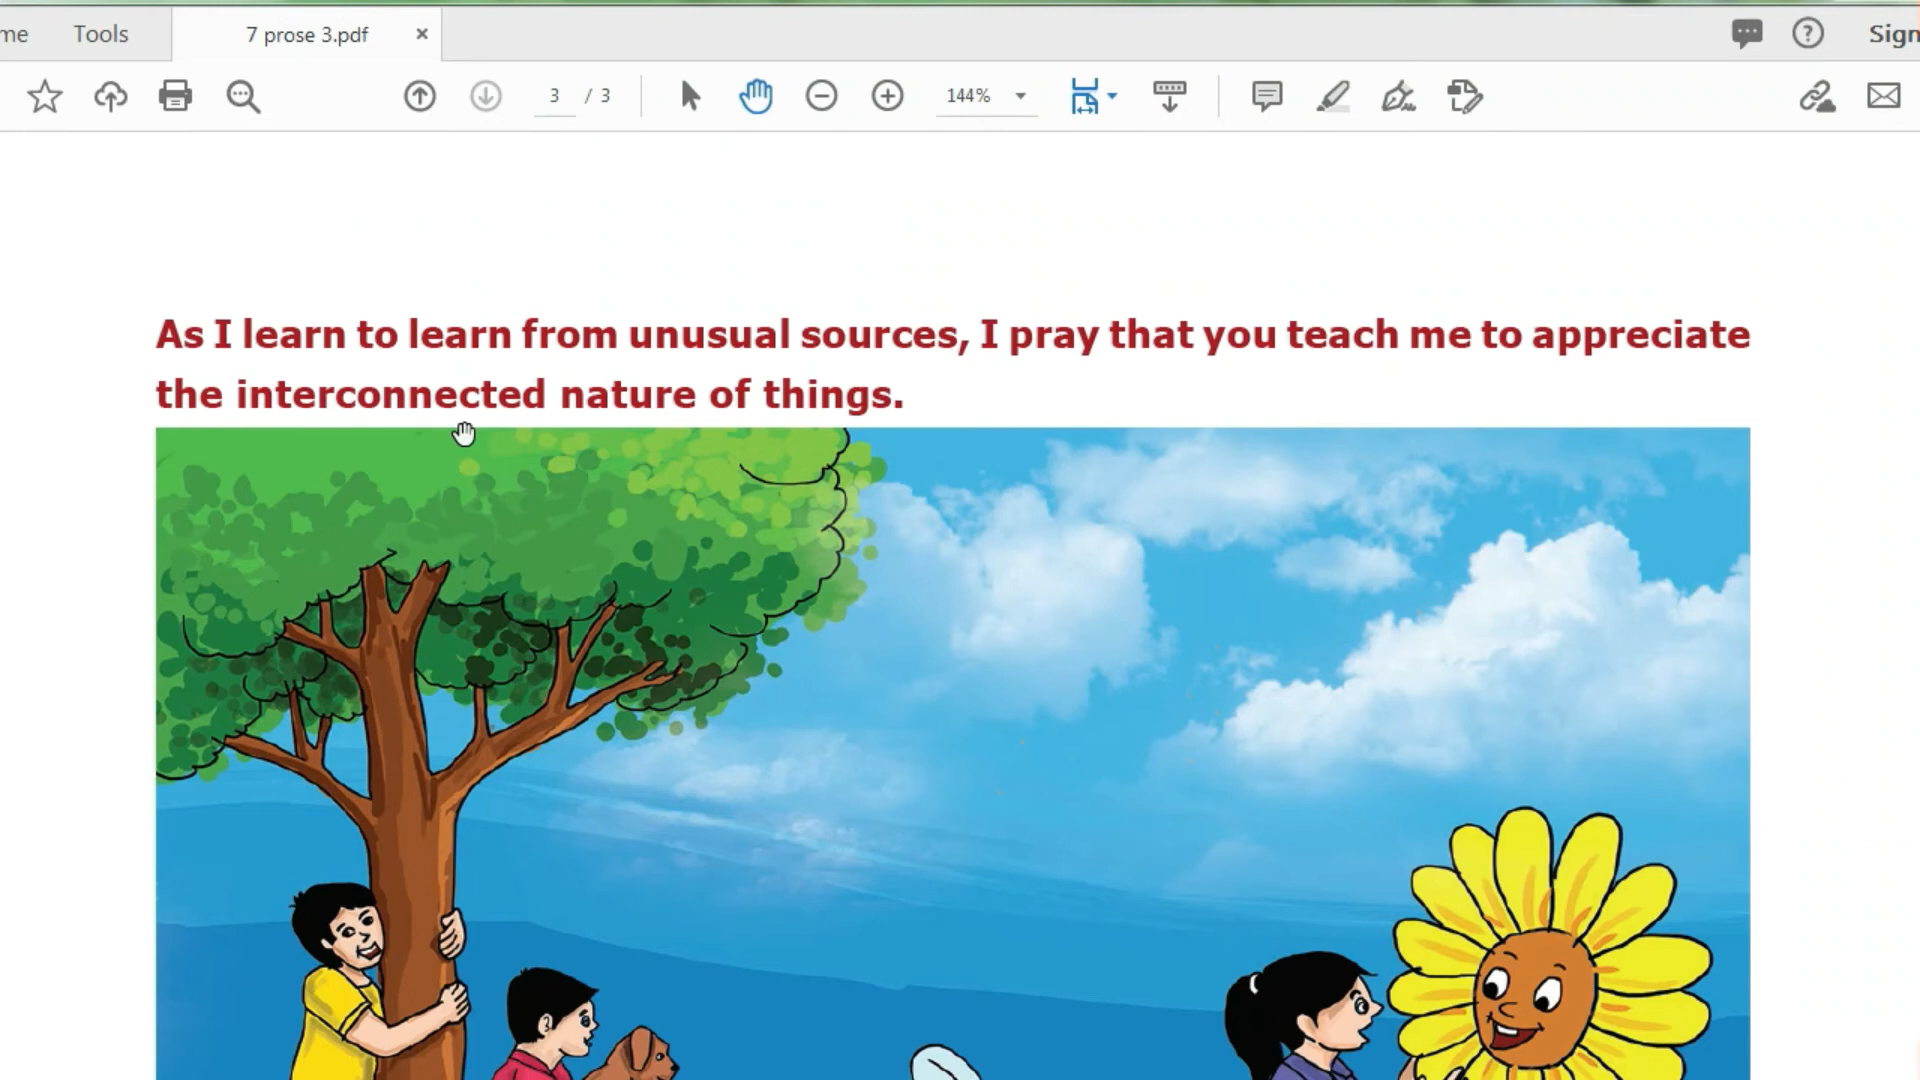 me Tools 7 prose 3.pdf × Sign
3 / 3 144%
As I learn to learn from unusual sources, I pray that you teach me to appreciate
the interconnected nature of things.